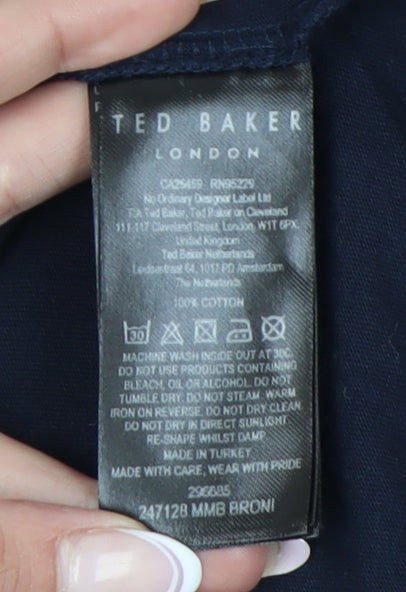 L
F
TED BAKER
LONDON
CA25459 RN95229
No Ordinary Designer Label Ltd
T/A Ted Baker, Ted Baker on Cleveland
111-117 Cleveland Street, London, W1T 6PX,
United Kingdom
Ted Baker Netherlands
Leidsestraat 64, 1017 PD Amsterdam
The Netherlands
100% COTTON
30
MACHINE WASH INSIDE OUT AT 30C.
DO NOT USE PRODUCTS CONTAINING
BLEACH, OIL OR ALCOHOL. DO NOT
TUMBLE DRY. DO NOT STEAM. WARM
IRON ON REVERSE. DO NOT DRY CLEAN
DO NOT DRY IN DIRECT SUNLIGHT
RE-SHAPE WHILST DAMP
MADE IN TURKEY
MADE WITH CARE, WEAR WITH PRIDE
247128 MMB BRONI